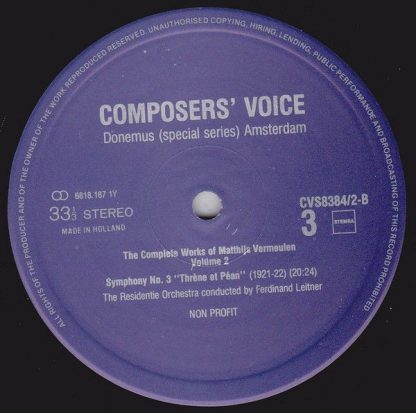 ALL RIGHTS OF THE PRODUCER AND OF THE OWNER OF THE WORK REPRODUCED RESERVED. UNAUTHORISED COPYING, HIRING, LENDING, PUBLIC PERFORMANCE AND BROADCASTING OF THIS RECORD PROHIBITED
COMPOSERS' VOICE
Donemus (special series) Amsterdam
6818.187 1Y
33 1/3 STEREO
MADE IN HOLLAND
CVS8384/2-B
3
STEMRA
The Complete Works of Matthijs Vermeulen
Volume 2
Symphony No. 3 "Thrène et Péan" (1921-22) (20:24)
The Residentie Orchestra conducted by Ferdinand Leitner
NON PROFIT